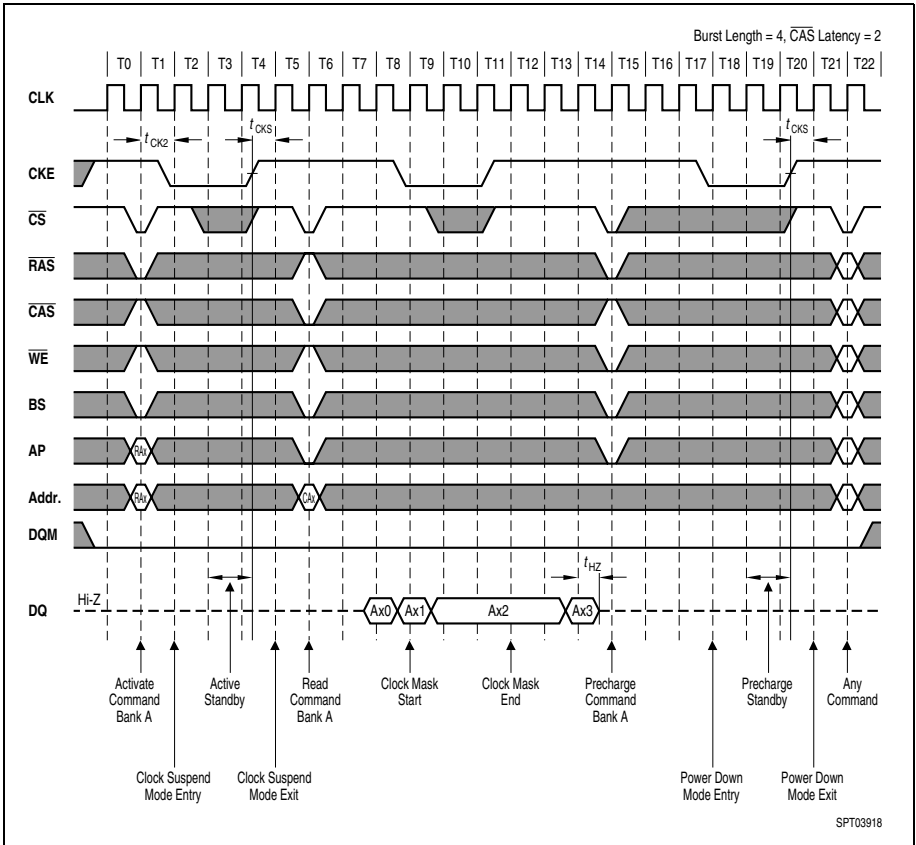 Burst Length = 4, CAS Latency = 2
T0 T1 T2 T3 T4 T5 T6 T7 T8 T9 T10 T11 T12 T13 T14 T15 T16 T17 T18 T19 T20 T21 T22
CLK
t CK2
t CKS
t CKS
CKE
CS
RAS
CAS
WE
BS
AP
RAx
Addr.
RAx
CAx
DQM
t HZ
DQ
Hi-Z
Ax0
Ax1
Ax2
Ax3
Activate
Command
Bank A
Active
Standby
Read
Command
Bank A
Clock Mask
Start
Clock Mask
End
Precharge
Command
Bank A
Precharge
Standby
Any
Command
Clock Suspend
Mode Entry
Clock Suspend
Mode Exit
Power Down
Mode Entry
Power Down
Mode Exit
SPT03918